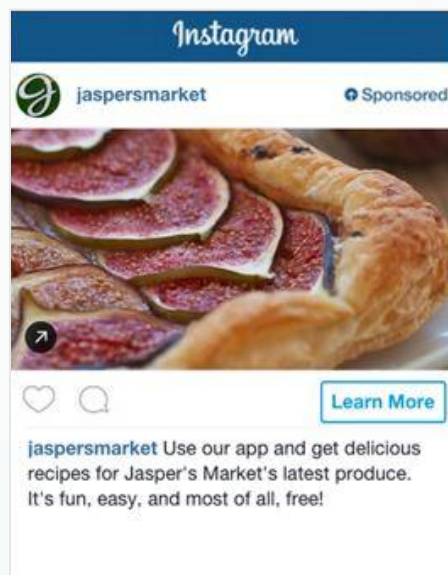 Instagram
jaspersmarket
Sponsored
Learn More
jaspersmarket Use our app and get delicious
recipes for Jasper's Market's latest produce.
It's fun, easy, and most of all, free!